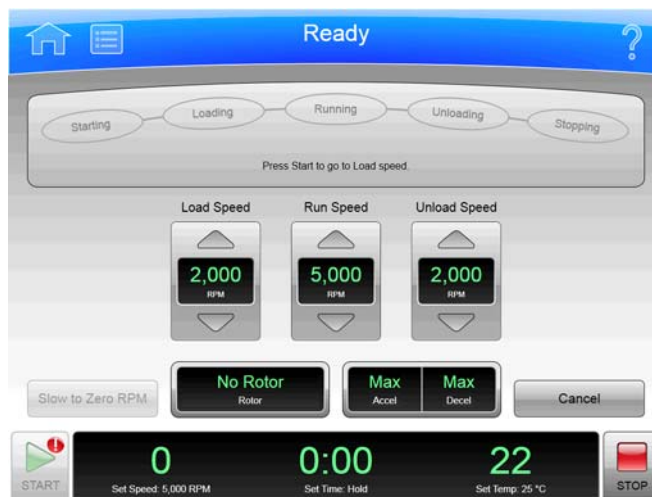 Ready
?
Starting
Loading
Running
Unloading
Stopping
Press Start to go to Load speed.
Load Speed
Run Speed
Unload Speed
2,000
RPM
5,000
RPM
2,000
RPM
Slow to Zero RPM
No Rotor
Rotor
Max
Accel
Max
Decel
Cancel
START
!
0
Set Speed: 5,000 RPM
0:00
Set Time: Hold
22
Set Temp: 25 °C
STOP